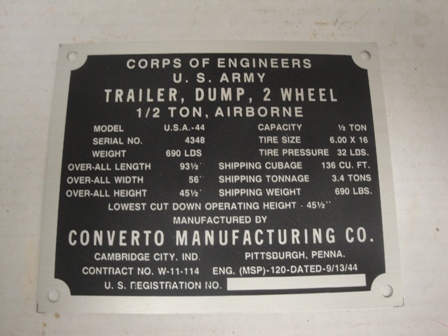 CORPS OF ENGINEERS
U. S. ARMY
TRAILER, DUMP, 2 WHEEL
1/2 TON, AIRBORNE
MODEL U.S.A.-44 CAPACITY ½ TON
SERIAL NO. 4348 TIRE SIZE 6.00 X 16
WEIGHT 690 LDS TIRE PRESSURE 32 LDS.
OVER-ALL LENGTH 93½" SHIPPING CUBAGE 136 CU. FT.
OVER-ALL WIDTH 56" SHIPPING TONNAGE 3.4 TONS
OVER-ALL HEIGHT 45½" SHIPPING WEIGHT 690 LBS.
LOWEST CUT DOWN OPERATING HEIGHT - 45½"
MANUFACTURED BY
CONVERTO MANUFACTURING CO.
CAMBRIDGE CITY, IND. PITTSBURGH, PENNA.
CONTRACT NO. W-11-114 ENG. (MSP)-120-DATED-9/13/44
U. S. REGISTRATION NO.